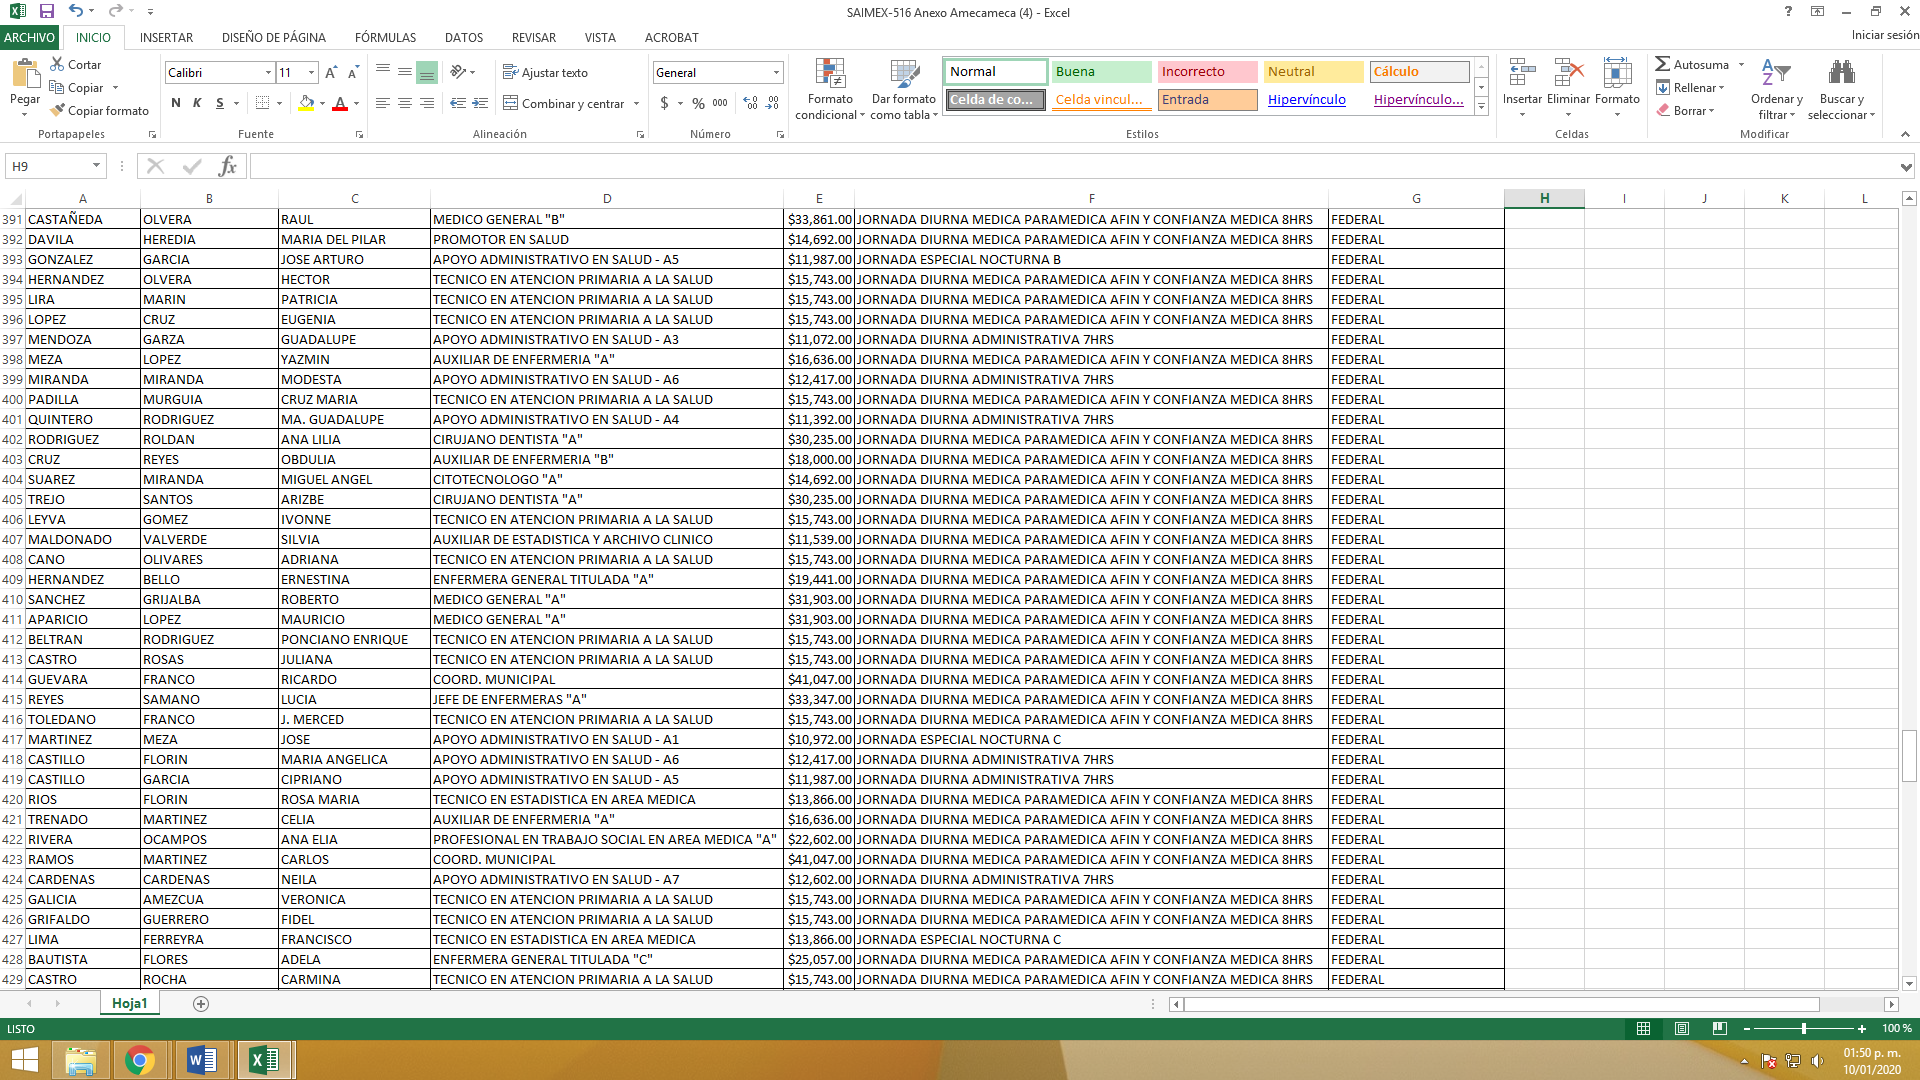 SAIMEX-516 Anexo Amecameca (4) - Excel
Iniciar sesión
ARCHIVO INICIO INSERTAR DISEÑO DE PÁGINA FÓRMULAS DATOS REVISAR VISTA ACROBAT
Pegar Cortar Copiar Copiar formato Portapapeles
Calibri 11 N K S Fuente
Ajustar texto Combinar y centrar Alineación
General $ % 000 Número
Formato condicional Dar formato como tabla
Normal Buena Incorrecto Neutral Cálculo
Celda de co... Celda vincul... Entrada Hipervínculo Hipervínculo...
Estilos
Insertar Eliminar Formato Celdas
Autosuma Rellenar Borrar Ordenar y filtrar Buscar y seleccionar Modificar
H9 fx
A B C D E F G H I J K L
391 CASTAÑEDA OLVERA RAUL MEDICO GENERAL "B" $33,861.00 JORNADA DIURNA MEDICA PARAMEDICA AFIN Y CONFIANZA MEDICA 8HRS FEDERAL
392 DAVILA HEREDIA MARIA DEL PILAR PROMOTOR EN SALUD $14,692.00 JORNADA DIURNA MEDICA PARAMEDICA AFIN Y CONFIANZA MEDICA 8HRS FEDERAL
393 GONZALEZ GARCIA JOSE ARTURO APOYO ADMINISTRATIVO EN SALUD - A5 $11,987.00 JORNADA ESPECIAL NOCTURNA B FEDERAL
394 HERNANDEZ OLVERA HECTOR TECNICO EN ATENCION PRIMARIA A LA SALUD $15,743.00 JORNADA DIURNA MEDICA PARAMEDICA AFIN Y CONFIANZA MEDICA 8HRS FEDERAL
395 LIRA MARIN PATRICIA TECNICO EN ATENCION PRIMARIA A LA SALUD $15,743.00 JORNADA DIURNA MEDICA PARAMEDICA AFIN Y CONFIANZA MEDICA 8HRS FEDERAL
396 LOPEZ CRUZ EUGENIA TECNICO EN ATENCION PRIMARIA A LA SALUD $15,743.00 JORNADA DIURNA MEDICA PARAMEDICA AFIN Y CONFIANZA MEDICA 8HRS FEDERAL
397 MENDOZA GARZA GUADALUPE APOYO ADMINISTRATIVO EN SALUD - A3 $11,072.00 JORNADA DIURNA ADMINISTRATIVA 7HRS FEDERAL
398 MEZA LOPEZ YAZMIN AUXILIAR DE ENFERMERIA "A" $16,636.00 JORNADA DIURNA MEDICA PARAMEDICA AFIN Y CONFIANZA MEDICA 8HRS FEDERAL
399 MIRANDA MIRANDA MODESTA APOYO ADMINISTRATIVO EN SALUD - A6 $12,417.00 JORNADA DIURNA ADMINISTRATIVA 7HRS FEDERAL
400 PADILLA MURGUIA CRUZ MARIA TECNICO EN ATENCION PRIMARIA A LA SALUD $15,743.00 JORNADA DIURNA MEDICA PARAMEDICA AFIN Y CONFIANZA MEDICA 8HRS FEDERAL
401 QUINTERO RODRIGUEZ MA. GUADALUPE APOYO ADMINISTRATIVO EN SALUD - A4 $11,392.00 JORNADA DIURNA ADMINISTRATIVA 7HRS FEDERAL
402 RODRIGUEZ ROLDAN ANA LILIA CIRUJANO DENTISTA "A" $30,235.00 JORNADA DIURNA MEDICA PARAMEDICA AFIN Y CONFIANZA MEDICA 8HRS FEDERAL
403 CRUZ REYES OBDULIA AUXILIAR DE ENFERMERIA "B" $18,000.00 JORNADA DIURNA MEDICA PARAMEDICA AFIN Y CONFIANZA MEDICA 8HRS FEDERAL
404 SUAREZ MIRANDA MIGUEL ANGEL CITOTECNOLOGO "A" $14,692.00 JORNADA DIURNA MEDICA PARAMEDICA AFIN Y CONFIANZA MEDICA 8HRS FEDERAL
405 TREJO SANTOS ARIZBE CIRUJANO DENTISTA "A" $30,235.00 JORNADA DIURNA MEDICA PARAMEDICA AFIN Y CONFIANZA MEDICA 8HRS FEDERAL
406 LEYVA GOMEZ IVONNE TECNICO EN ATENCION PRIMARIA A LA SALUD $15,743.00 JORNADA DIURNA MEDICA PARAMEDICA AFIN Y CONFIANZA MEDICA 8HRS FEDERAL
407 MALDONADO VALVERDE SILVIA AUXILIAR DE ESTADISTICA Y ARCHIVO CLINICO $11,539.00 JORNADA DIURNA MEDICA PARAMEDICA AFIN Y CONFIANZA MEDICA 8HRS FEDERAL
408 CANO OLIVARES ADRIANA TECNICO EN ATENCION PRIMARIA A LA SALUD $15,743.00 JORNADA DIURNA MEDICA PARAMEDICA AFIN Y CONFIANZA MEDICA 8HRS FEDERAL
409 HERNANDEZ BELLO ERNESTINA ENFERMERA GENERAL TITULADA "A" $19,441.00 JORNADA DIURNA MEDICA PARAMEDICA AFIN Y CONFIANZA MEDICA 8HRS FEDERAL
410 SANCHEZ GRIJALBA ROBERTO MEDICO GENERAL "A" $31,903.00 JORNADA DIURNA MEDICA PARAMEDICA AFIN Y CONFIANZA MEDICA 8HRS FEDERAL
411 APARICIO LOPEZ MAURICIO MEDICO GENERAL "A" $31,903.00 JORNADA DIURNA MEDICA PARAMEDICA AFIN Y CONFIANZA MEDICA 8HRS FEDERAL
412 BELTRAN RODRIGUEZ PONCIANO ENRIQUE TECNICO EN ATENCION PRIMARIA A LA SALUD $15,743.00 JORNADA DIURNA MEDICA PARAMEDICA AFIN Y CONFIANZA MEDICA 8HRS FEDERAL
413 CASTRO ROSAS JULIANA TECNICO EN ATENCION PRIMARIA A LA SALUD $15,743.00 JORNADA DIURNA MEDICA PARAMEDICA AFIN Y CONFIANZA MEDICA 8HRS FEDERAL
414 GUEVARA FRANCO RICARDO COORD. MUNICIPAL $41,047.00 JORNADA DIURNA MEDICA PARAMEDICA AFIN Y CONFIANZA MEDICA 8HRS FEDERAL
415 REYES SAMANO LUCIA JEFE DE ENFERMERAS "A" $33,347.00 JORNADA DIURNA MEDICA PARAMEDICA AFIN Y CONFIANZA MEDICA 8HRS FEDERAL
416 TOLEDANO FRANCO J. MERCED TECNICO EN ATENCION PRIMARIA A LA SALUD $15,743.00 JORNADA DIURNA MEDICA PARAMEDICA AFIN Y CONFIANZA MEDICA 8HRS FEDERAL
417 MARTINEZ MEZA JOSE APOYO ADMINISTRATIVO EN SALUD - A1 $10,972.00 JORNADA ESPECIAL NOCTURNA C FEDERAL
418 CASTILLO FLORIN MARIA ANGELICA APOYO ADMINISTRATIVO EN SALUD - A6 $12,417.00 JORNADA DIURNA ADMINISTRATIVA 7HRS FEDERAL
419 CASTILLO GARCIA CIPRIANO APOYO ADMINISTRATIVO EN SALUD - A5 $11,987.00 JORNADA DIURNA ADMINISTRATIVA 7HRS FEDERAL
420 RIOS FLORIN ROSA MARIA TECNICO EN ESTADISTICA EN AREA MEDICA $13,866.00 JORNADA DIURNA MEDICA PARAMEDICA AFIN Y CONFIANZA MEDICA 8HRS FEDERAL
421 TRENADO MARTINEZ CELIA AUXILIAR DE ENFERMERIA "A" $16,636.00 JORNADA DIURNA MEDICA PARAMEDICA AFIN Y CONFIANZA MEDICA 8HRS FEDERAL
422 RIVERA OCAMPOS ANA ELIA PROFESIONAL EN TRABAJO SOCIAL EN AREA MEDICA "A" $22,602.00 JORNADA DIURNA MEDICA PARAMEDICA AFIN Y CONFIANZA MEDICA 8HRS FEDERAL
423 RAMOS MARTINEZ CARLOS COORD. MUNICIPAL $41,047.00 JORNADA DIURNA MEDICA PARAMEDICA AFIN Y CONFIANZA MEDICA 8HRS FEDERAL
424 CARDENAS CARDENAS NEILA APOYO ADMINISTRATIVO EN SALUD - A7 $12,602.00 JORNADA DIURNA ADMINISTRATIVA 7HRS FEDERAL
425 GALICIA AMEZCUA VERONICA TECNICO EN ATENCION PRIMARIA A LA SALUD $15,743.00 JORNADA DIURNA MEDICA PARAMEDICA AFIN Y CONFIANZA MEDICA 8HRS FEDERAL
426 GRIFALDO GUERRERO FIDEL TECNICO EN ATENCION PRIMARIA A LA SALUD $15,743.00 JORNADA DIURNA MEDICA PARAMEDICA AFIN Y CONFIANZA MEDICA 8HRS FEDERAL
427 LIMA FERREYRA FRANCISCO TECNICO EN ESTADISTICA EN AREA MEDICA $13,866.00 JORNADA ESPECIAL NOCTURNA C FEDERAL
428 BAUTISTA FLORES ADELA ENFERMERA GENERAL TITULADA "C" $25,057.00 JORNADA DIURNA MEDICA PARAMEDICA AFIN Y CONFIANZA MEDICA 8HRS FEDERAL
429 CASTRO ROCHA CARMINA TECNICO EN ATENCION PRIMARIA A LA SALUD $15,743.00 JORNADA DIURNA MEDICA PARAMEDICA AFIN Y CONFIANZA MEDICA 8HRS FEDERAL
Hoja1
LISTO 100 %
01:50 p. m.
10/01/2020